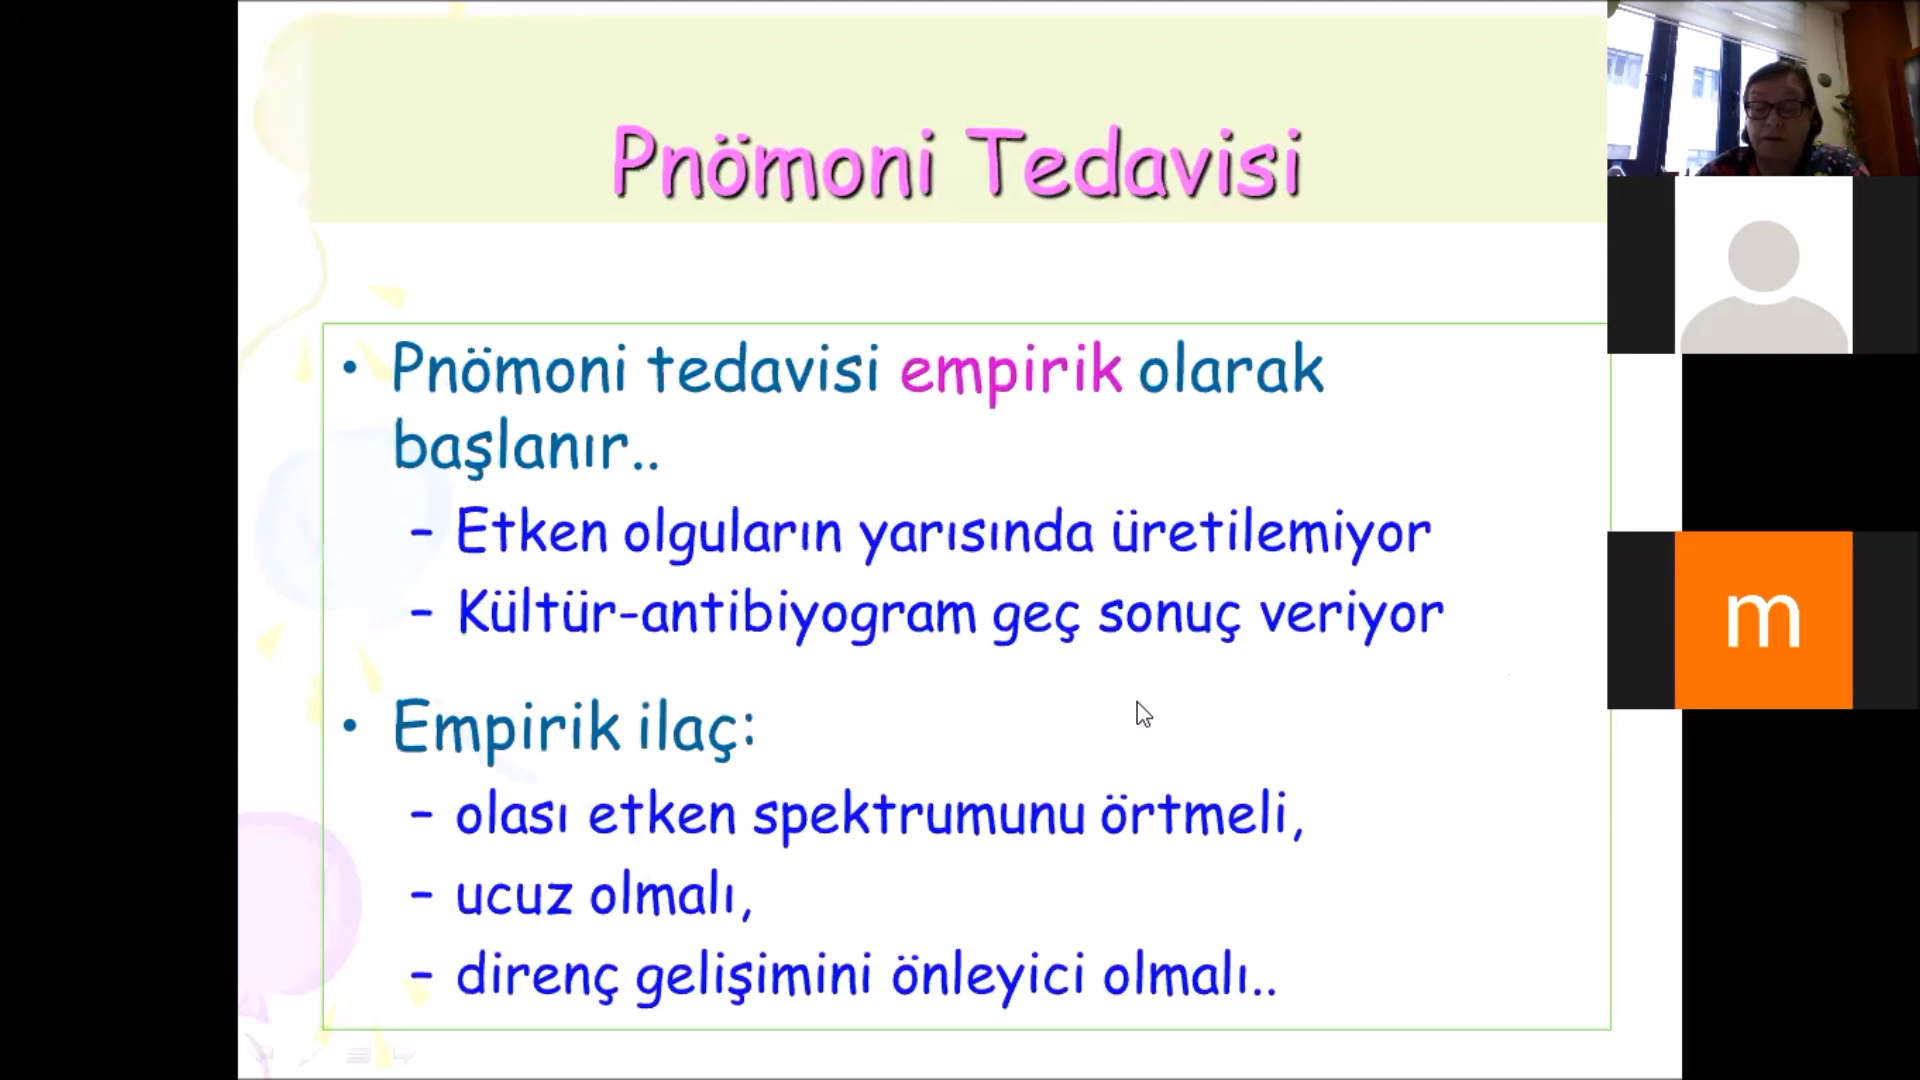 Pnömoni Tedavisi
• Pnömoni tedavisi empirik olarak
başlanır..
– Etken olguların yarısında üretilemiyor
– Kültür-antibiyogram geç sonuç veriyor
• Empirik ilaç:
– olası etken spektrumunu örtmeli,
– ucuz olmalı,
– direnç gelişimini önleyici olmalı..
m